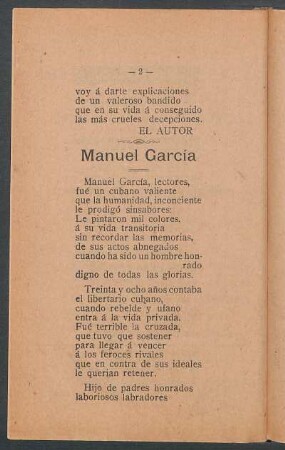 — 2 —
voy á darte explicaciones
de un valeroso bandido
que en su vida á conseguido
las más crueles decepciones.
EL AUTOR
Manuel García
Manuel García, lectores,
fué un cubano valiente
que la humanidad, inconciente
le prodigó sinsabores:
Le pintaron mil colores.
á su vida transitoria
sin recordar las memorias,
de sus actos abnegados
cuando ha sido un hombre hon-
rado
digno de todas las glorias.
Treinta y ocho años contaba
el libertario cubano,
cuando rebelde y ufano
entra á la vida privada.
Fué terrible la cruzada,
que tuvo que sostener
para llegar á vencer
á los feroces rivales
que en contra de sus ideales
le querían retener.
Hijo de padres honrados
laboriosos labradores